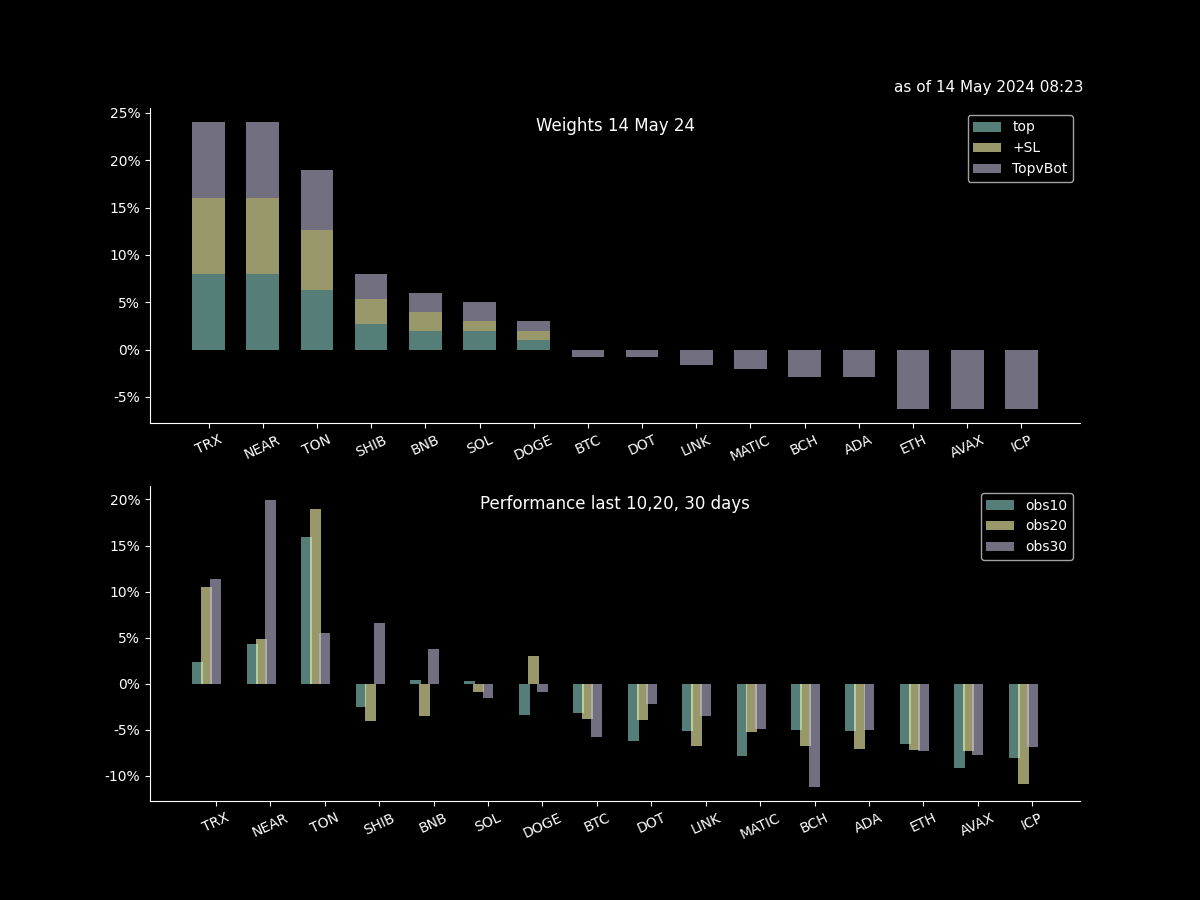 as of 14 May 2024 08:23
Weights 14 May 24
top
+SL
TopvBot
25%
20%
15%
10%
5%
0%
-5%
TRX NEAR TON SHIB BNB SOL DOGE BTC DOT LINK MATIC BCH ADA ETH AVAX ICP
Performance last 10,20, 30 days
obs10
obs20
obs30
20%
15%
10%
5%
0%
-5%
-10%
TRX NEAR TON SHIB BNB SOL DOGE BTC DOT LINK MATIC BCH ADA ETH AVAX ICP